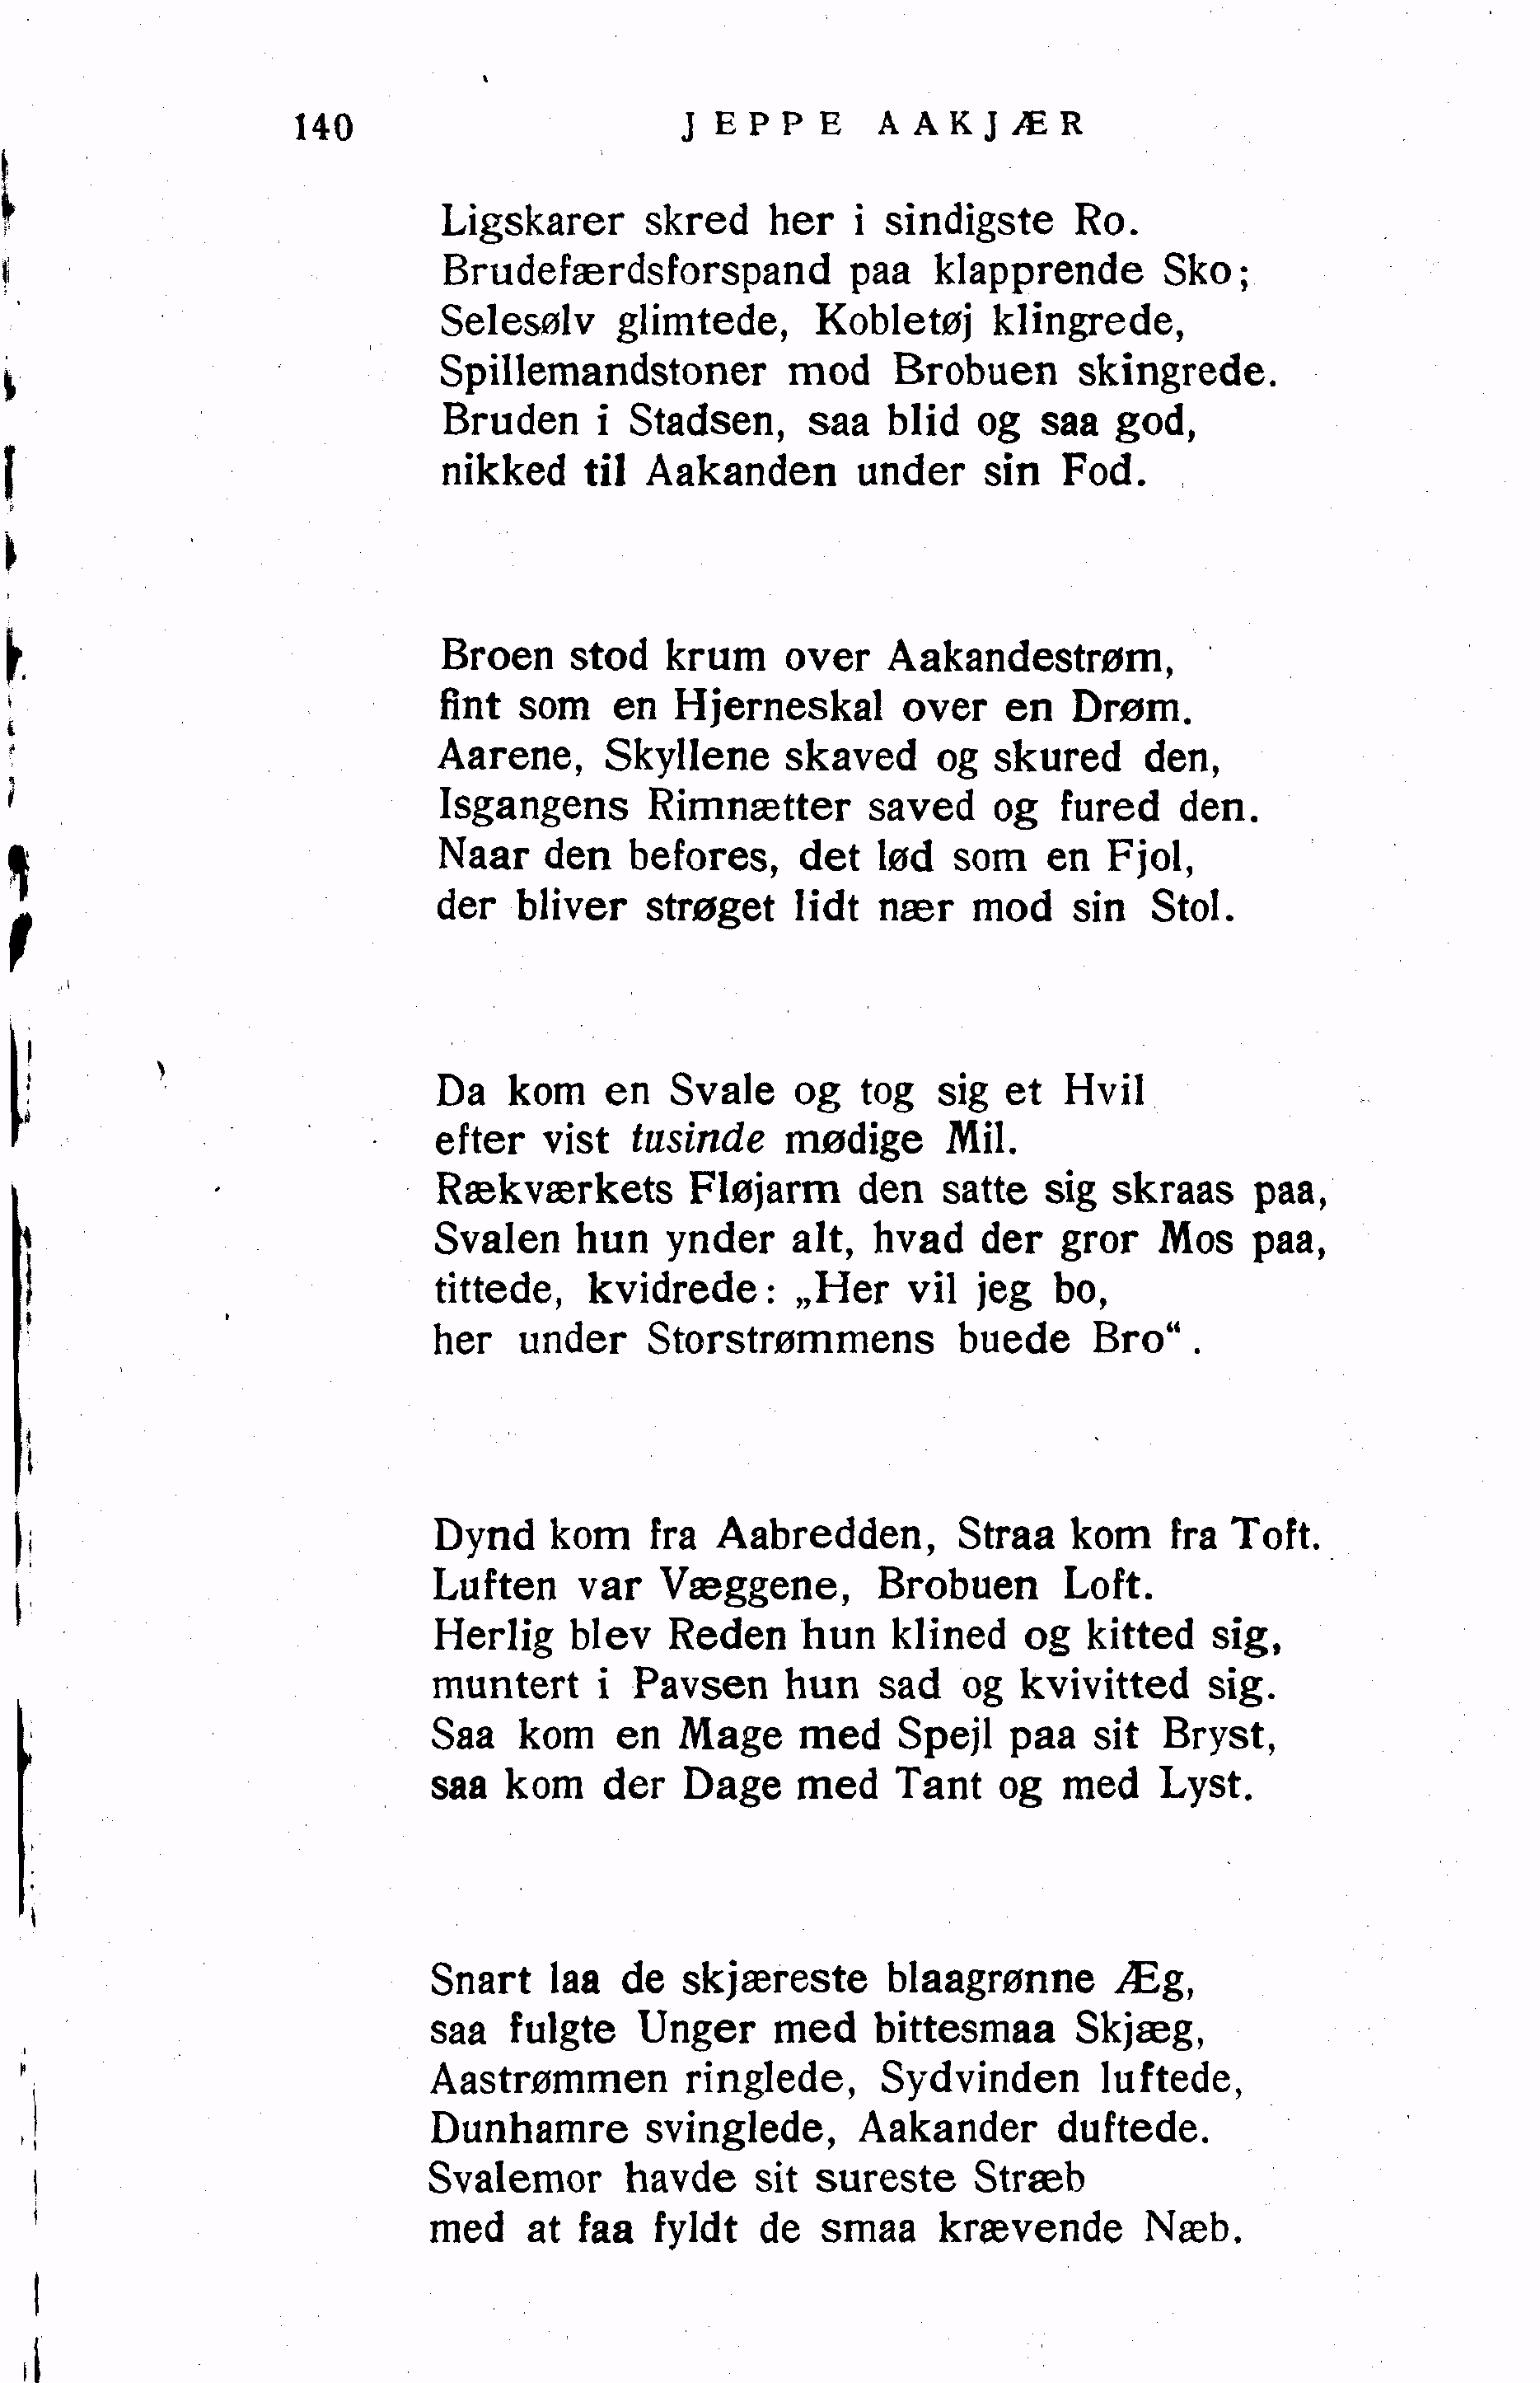 140 JEPPE AAKJÆR
Ligskarer skred her i sindigste Ro.
Brudefærdsforspand paa klapprende Sko;
Selesølv glimtede, Kobletøj klingrede,
Spillemandstoner mod Brobuen skingrede.
Bruden i Stadsen, saa blid og saa god,
nikked til Aakanden under sin Fod.
Broen stod krum over Aakandestrøm,
fint som en Hjerneskal over en Drøm.
Aarene, Skyllene skaved og skured den,
Isgangens Rimnætter saved og fured den.
Naar den befores, det lød som en Fjol,
der bliver strøget lidt nær mod sin Stol.
Da kom en Svale og tog sig et Hvil
efter vist tusinde mødige Mil.
Rækværkets Fløjarm den satte sig skraas paa,
Svalen hun ynder alt, hvad der gror Mos paa,
tittede, kvidrede: „Her vil jeg bo,
her under Storstrømmens buede Bro“.
Dynd kom fra Aabredden, Straa kom fra Toft.
Luften var Væggene, Brobuen Loft.
Herlig blev Reden hun klined og kitted sig,
muntert i Pavsen hun sad og kvivitted sig.
Saa kom en Mage med Spejl paa sit Bryst,
saa kom der Dage med Tant og med Lyst.
Snart laa de skjæreste blaagrønne Æg,
saa fulgte Unger med bittesmaa Skjæg,
Aastrømmen ringlede, Sydvinden luftede,
Dunhamre svinglede, Aakander duftede.
Svalemor havde sit sureste Stræb
med at faa fyldt de smaa krævende Næb.